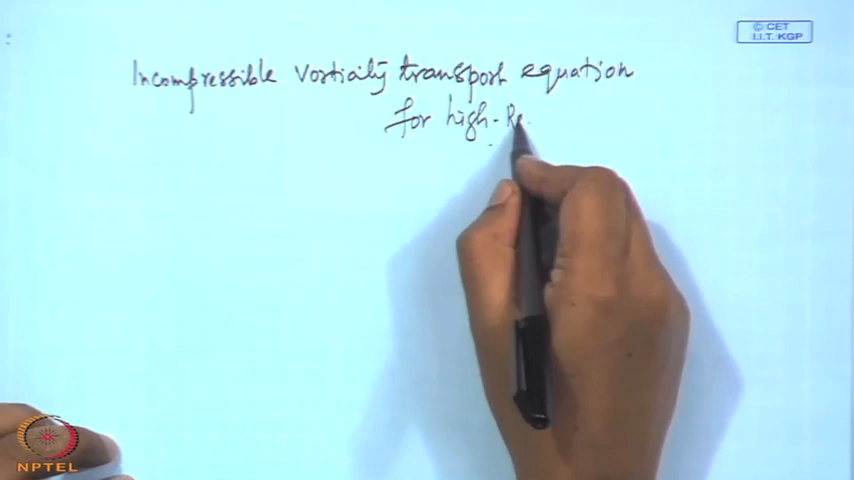 © CET
I.I.T. KGP
Incompressible vorticity transport equation
for high-Re
NPTEL